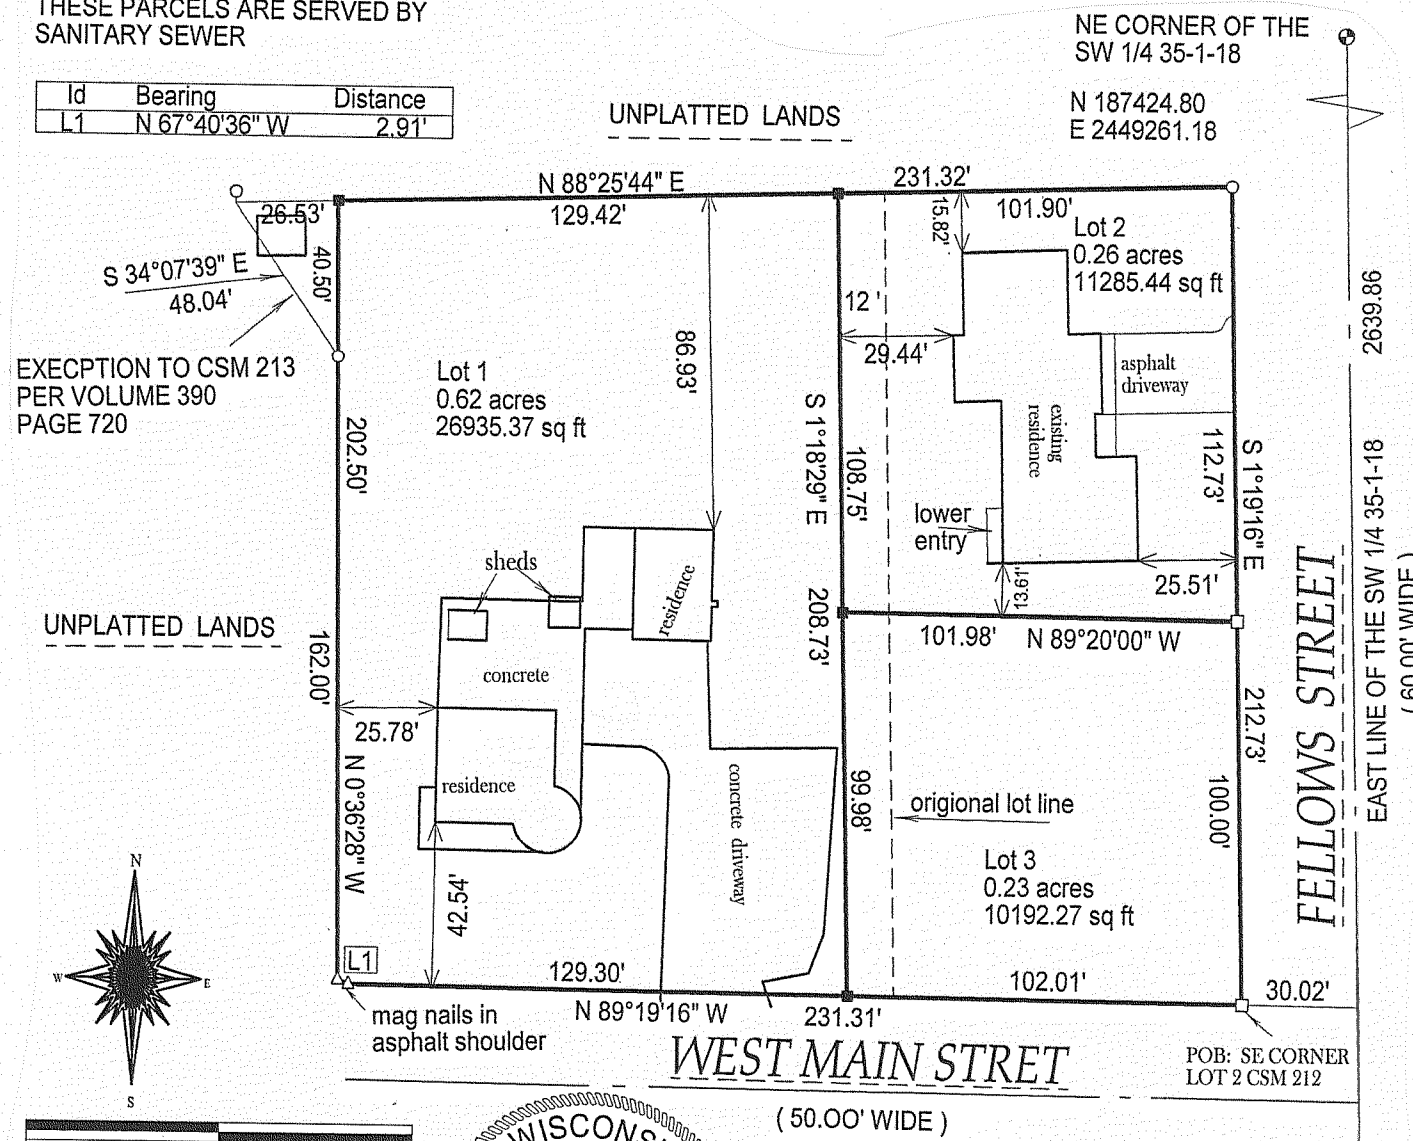 THESE PARCELS ARE SERVED BY
SANITARY SEWER
Id Bearing Distance
L1 N 67°40'36" W 2.91'
UNPLATTED LANDS
NE CORNER OF THE
SW 1/4 35-1-18
N 187424.80
E 2449261.18
N 88°25'44" E
129.42'
231.32'
101.90'
15.82'
Lot 2
0.26 acres
11285.44 sq ft
26.53'
40.50'
S 34°07'39" E
48.04'
EXECPTION TO CSM 213
PER VOLUME 390
PAGE 720
12 '
29.44'
86.93'
2639.86
asphalt
driveway
Lot 1
0.62 acres
26935.37 sq ft
202.50'
S 1°18'29" E
108.75'
existing
residence
112.73'
S 1°19'16" E
EAST LINE OF THE SW 1/4 35-1-18
( 60.00' WIDE )
lower
entry
sheds
residence
13.61'
25.51'
UNPLATTED LANDS
162.00'
208.73'
101.98' N 89°20'00" W
FELLOWS STREET
concrete
25.78'
212.73'
residence
N 0°36'28" W
concrete driveway
99.98'
origional lot line
100.00'
42.54'
Lot 3
0.23 acres
10192.27 sq ft
N
W
E
S
L1
129.30'
102.01'
30.02'
mag nails in
asphalt shoulder
N 89°19'16" W
231.31'
WEST MAIN STRET
POB: SE CORNER
LOT 2 CSM 212
( 50.OO' WIDE )
WISCONS